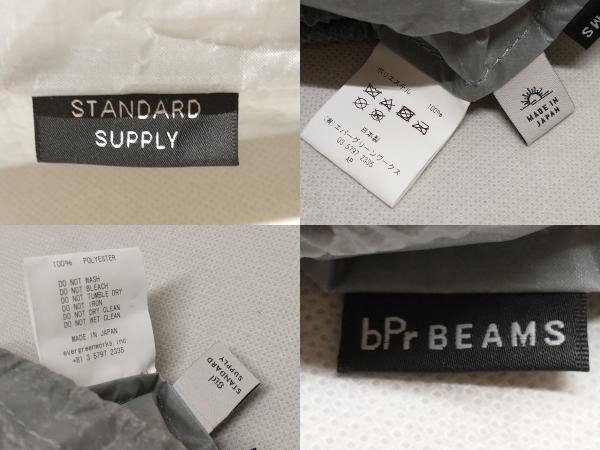 STANDARD
SUPPLY
ポリエステル 100%
日本製
(有)エバーグリーンワークス
03 5797 2335
AP
MADE IN
JAPAN
100% POLYESTER
DO NOT WASH
DO NOT BLEACH
DO NOT TUMBLE DRY
DO NOT IRON
DO NOT DRY CLEAN
DO NOT WET CLEAN
MADE IN JAPAN
evergreenworks, inc.
+81 3 5797 2335
STANDARD
SUPPLY
bPr BEAMS